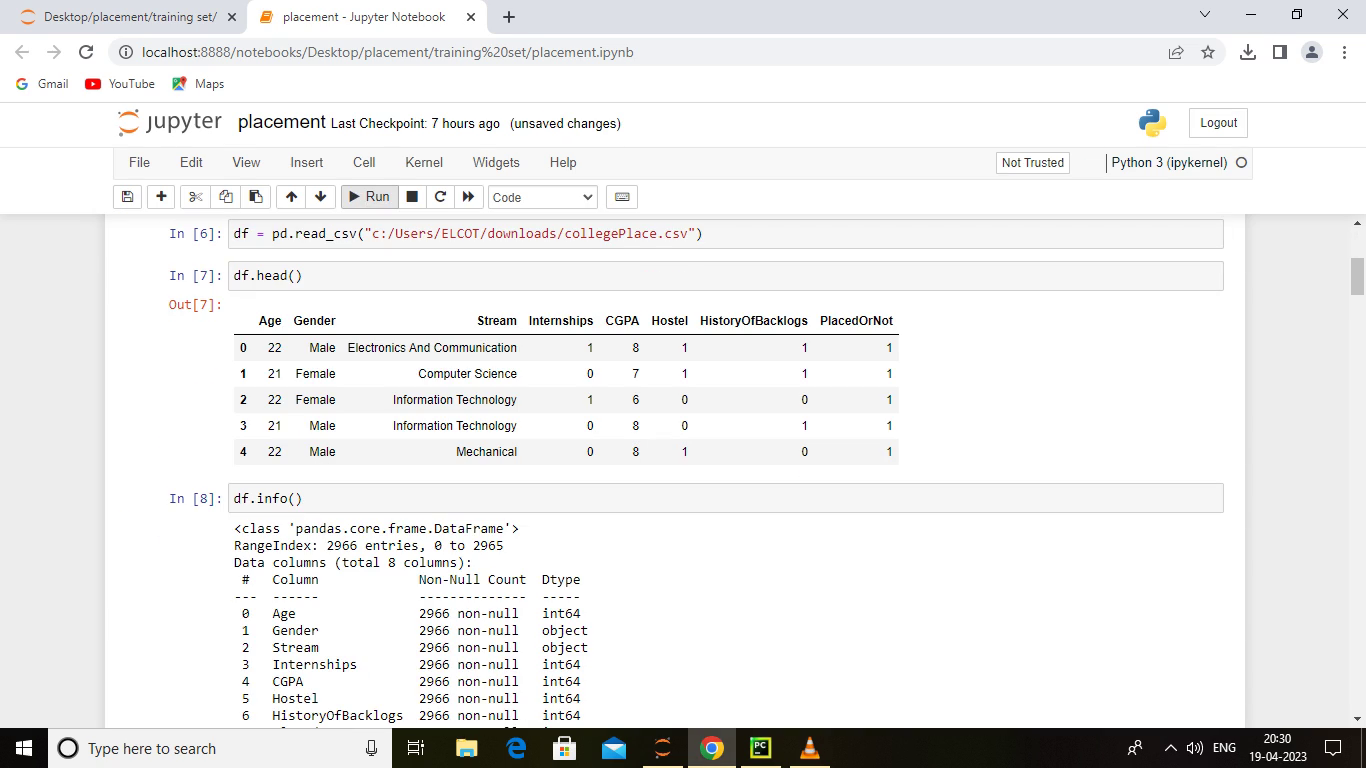 Desktop/placement/training set/
placement - Jupyter Notebook
localhost:8888/notebooks/Desktop/placement/training%20set/placement.ipynb
Gmail YouTube Maps
jupyter placement Last Checkpoint: 7 hours ago (unsaved changes)
Logout
File Edit View Insert Cell Kernel Widgets Help
Not Trusted
Python 3 (ipykernel)
Run
Code
In [6]: df = pd.read_csv("c:/Users/ELCOT/downloads/collegePlace.csv")
In [7]: df.head()
Out[7]:
Age Gender Stream Internships CGPA Hostel HistoryOfBacklogs PlacedOrNot
0 22 Male Electronics And Communication 1 8 1 1 1
1 21 Female Computer Science 0 7 1 1 1
2 22 Female Information Technology 1 6 0 0 1
3 21 Male Information Technology 0 8 0 1 1
4 22 Male Mechanical 0 8 1 0 1
In [8]: df.info()
<class 'pandas.core.frame.DataFrame'>
RangeIndex: 2966 entries, 0 to 2965
Data columns (total 8 columns):
# Column Non-Null Count Dtype
--- ------ -------------- -----
0 Age 2966 non-null int64
1 Gender 2966 non-null object
2 Stream 2966 non-null object
3 Internships 2966 non-null int64
4 CGPA 2966 non-null int64
5 Hostel 2966 non-null int64
6 HistoryOfBacklogs 2966 non-null int64
Type here to search
PC
ENG
20:30
19-04-2023